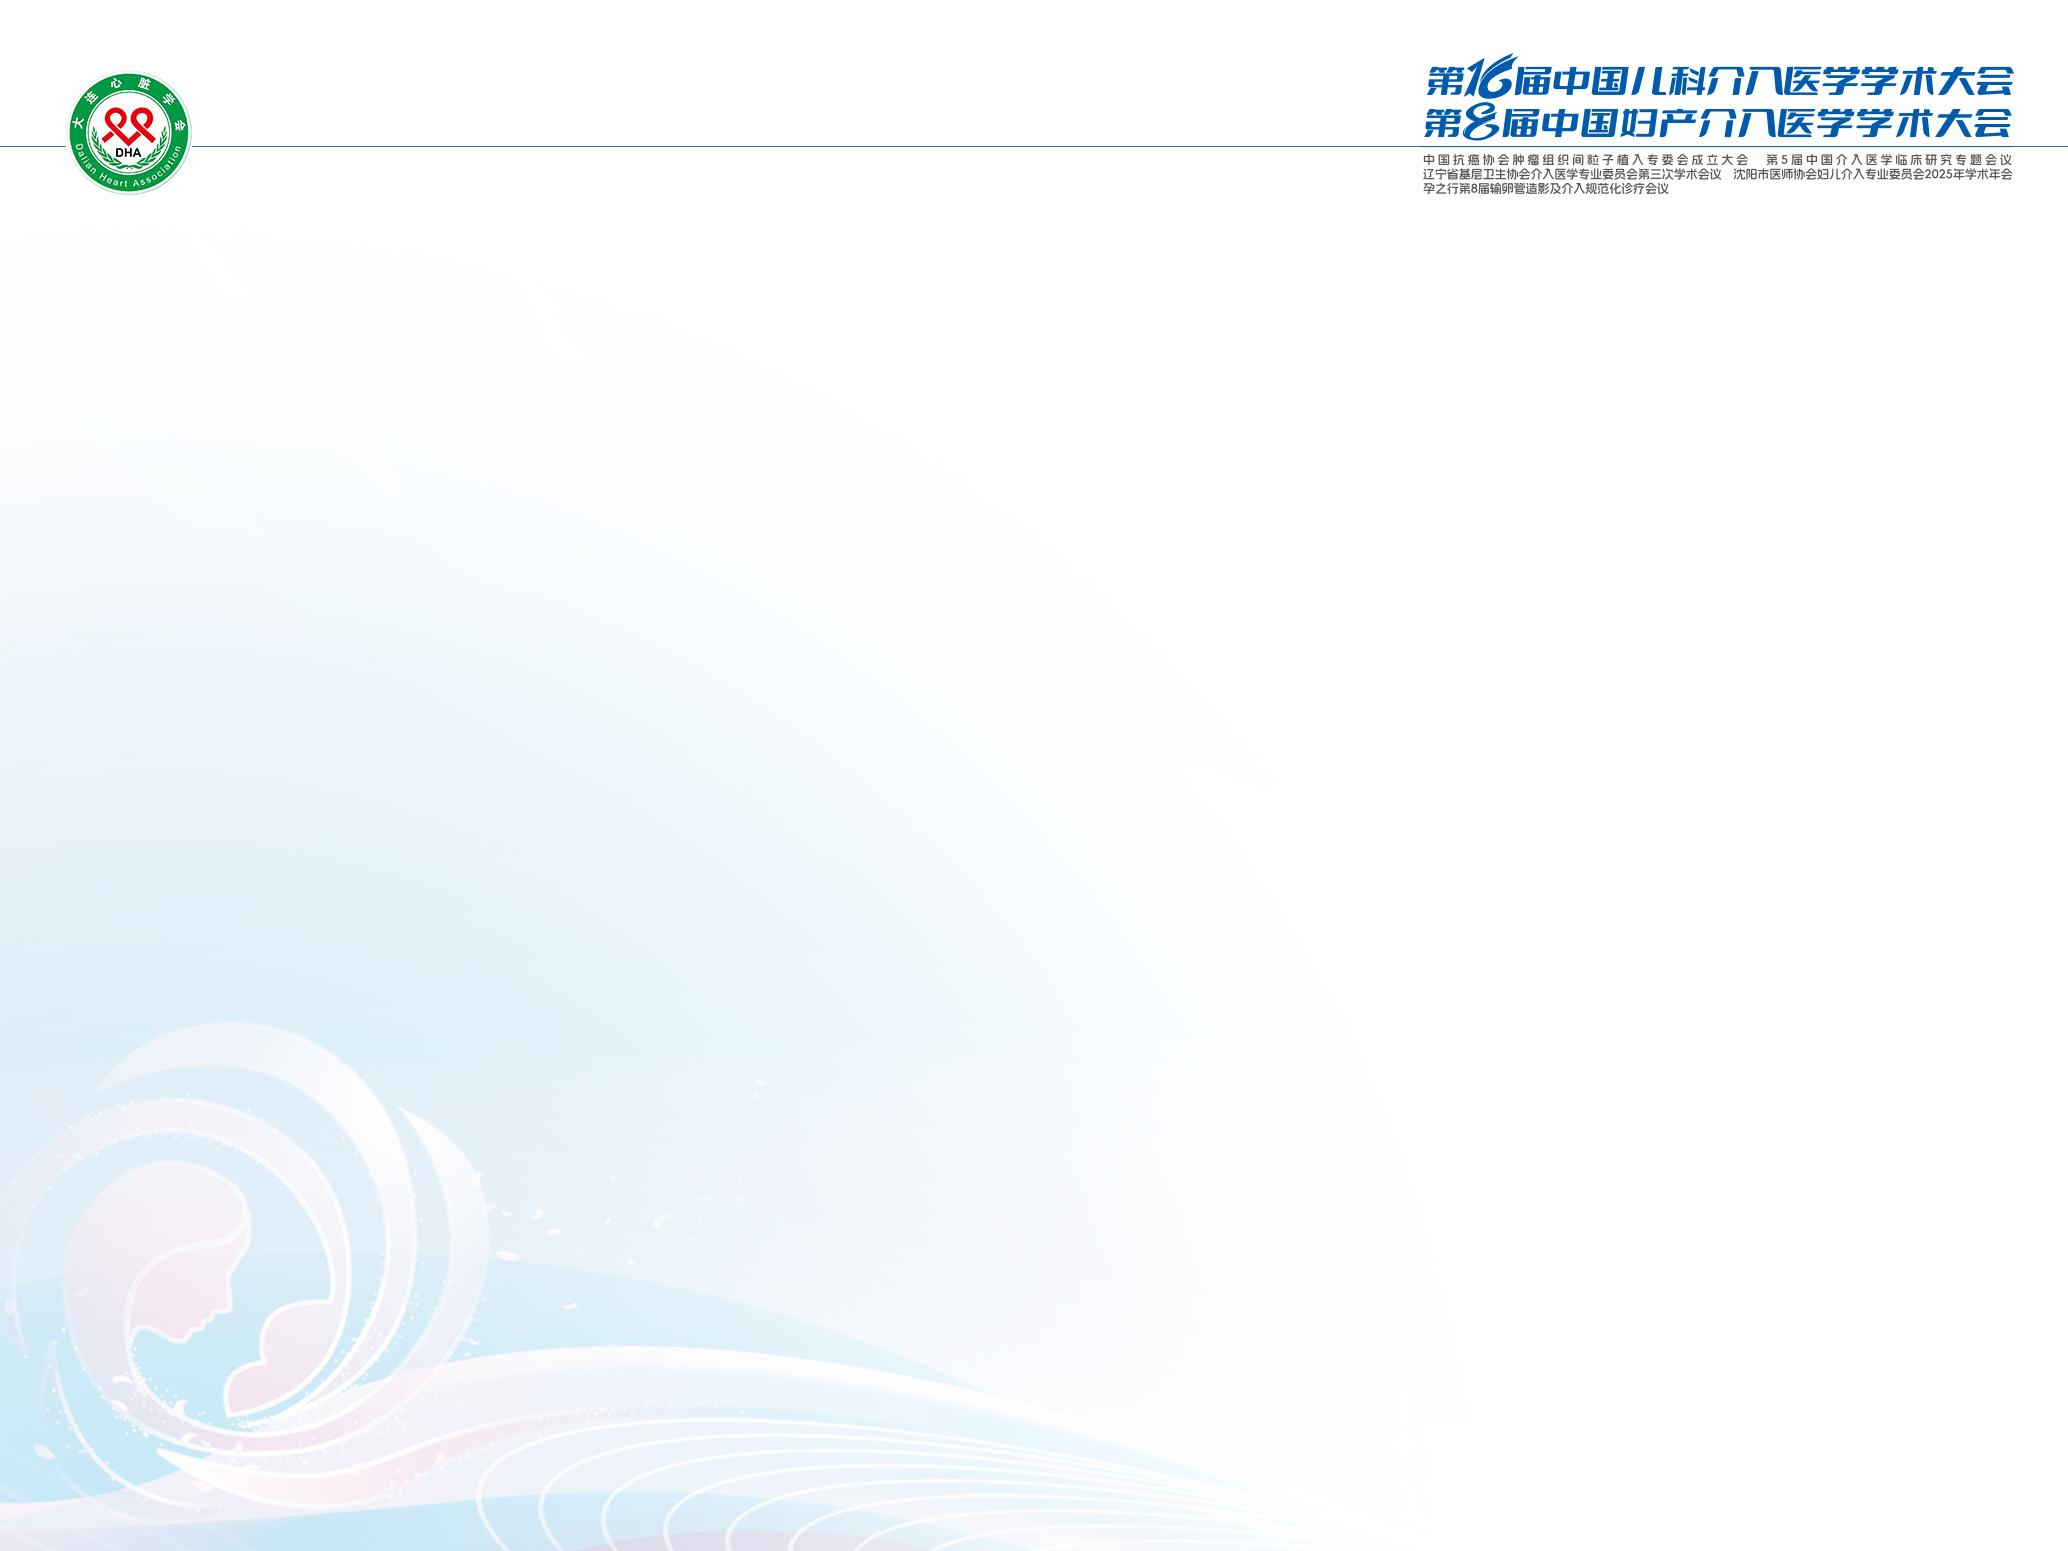 大连心脏学会
DHA
Dalian Heart Association
第16届中国儿科介入医学学术大会
第8届中国妇产介入医学学术大会
中国抗癌协会肿瘤组织间粒子植入专委会成立大会 第5届中国介入医学临床研究专题会议
辽宁省基层卫生协会介入医学专业委员会第三次学术会议 沈阳市医师协会妇儿介入专业委员会2025年学术年会
孕之行第8届输卵管造影及介入规范化诊疗会议